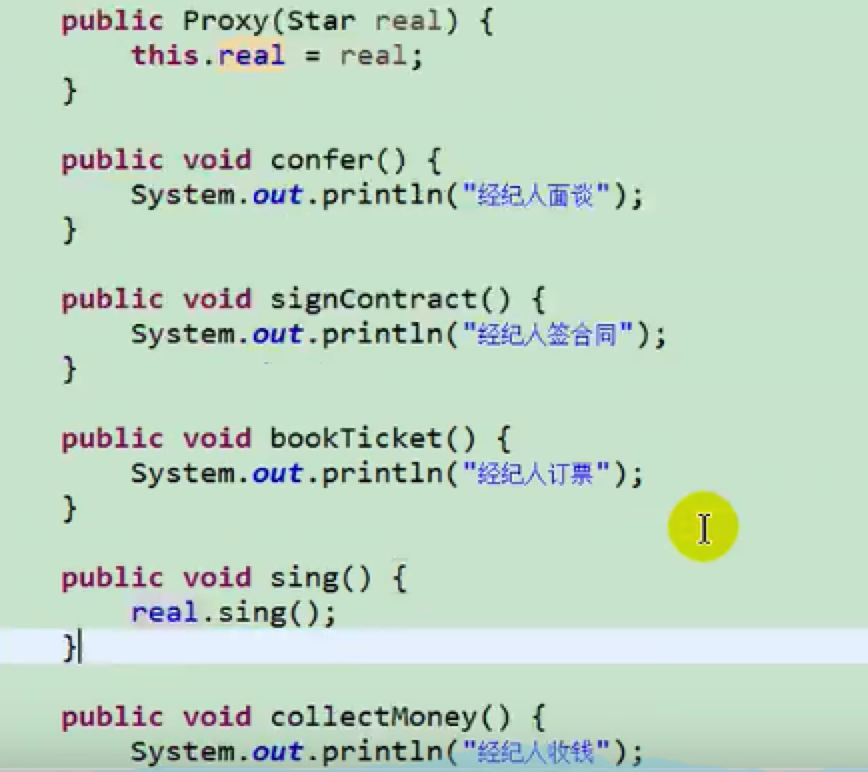 public Proxy(Star real) {
this.real = real;
}
public void confer() {
System.out.println("经纪人面谈");
}
public void signContract() {
System.out.println("经纪人签合同");
}
public void bookTicket() {
System.out.println("经纪人订票");
}
public void sing() {
real.sing();
}
public void collectMoney() {
System.out.println("经纪人收钱");